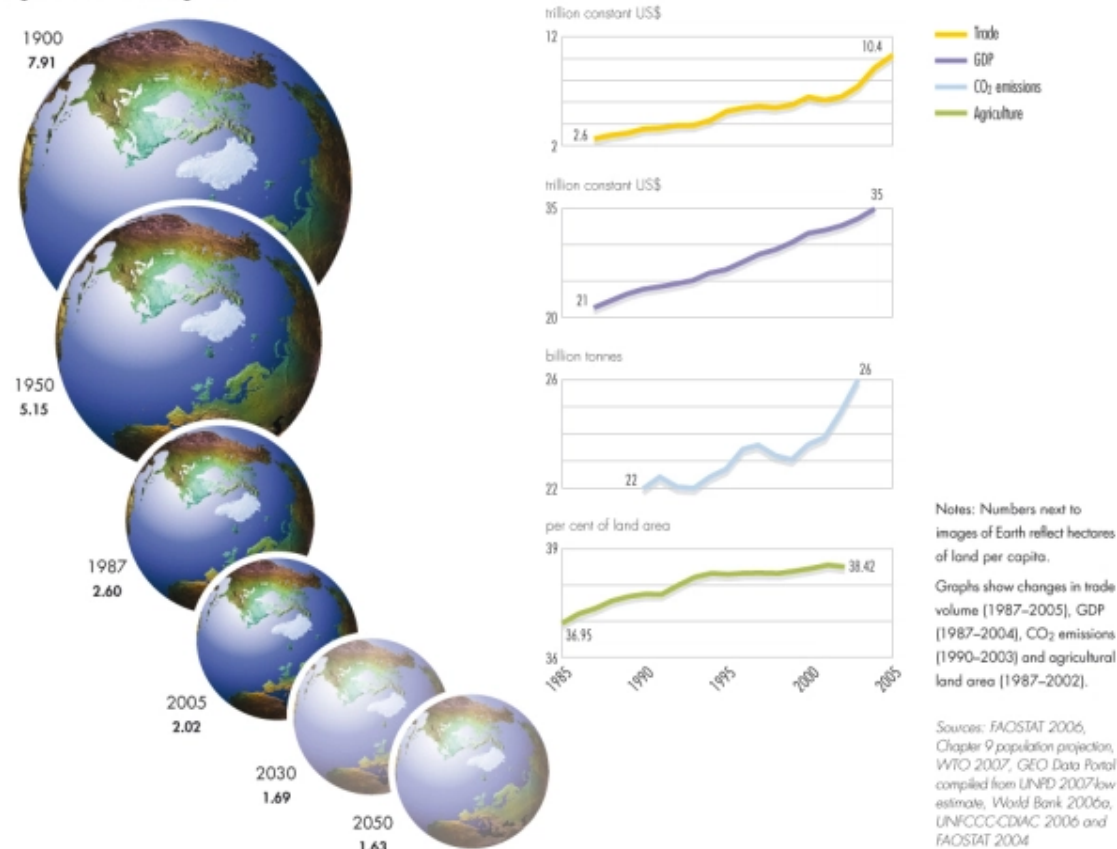 1900
7.91
1950
5.15
1987
2.60
2005
2.02
2030
1.69
2050
1.63
trillion constant US$
12
10.4
2.6
2
trillion constant US$
35
35
21
20
billion tonnes
26
26
22
22
per cent of land area
39
38.42
36.95
36
1985
1990
1995
2000
2005
Trade
GDP
CO2 emissions
Agriculture
Notes: Numbers next to
images of Earth reflect hectares
of land per capita.
Graphs show changes in trade
volume (1987–2005), GDP
(1987–2004), CO2 emissions
(1990–2003) and agricultural
land area (1987–2002).
Sources: FAOSTAT 2006,
Chapter 9 population projection,
WTO 2007, GEO Data Portal
compiled from UNPD 2007-low
estimate, World Bank 2006a,
UNFCCC-CDIAC 2006 and
FAOSTAT 2004